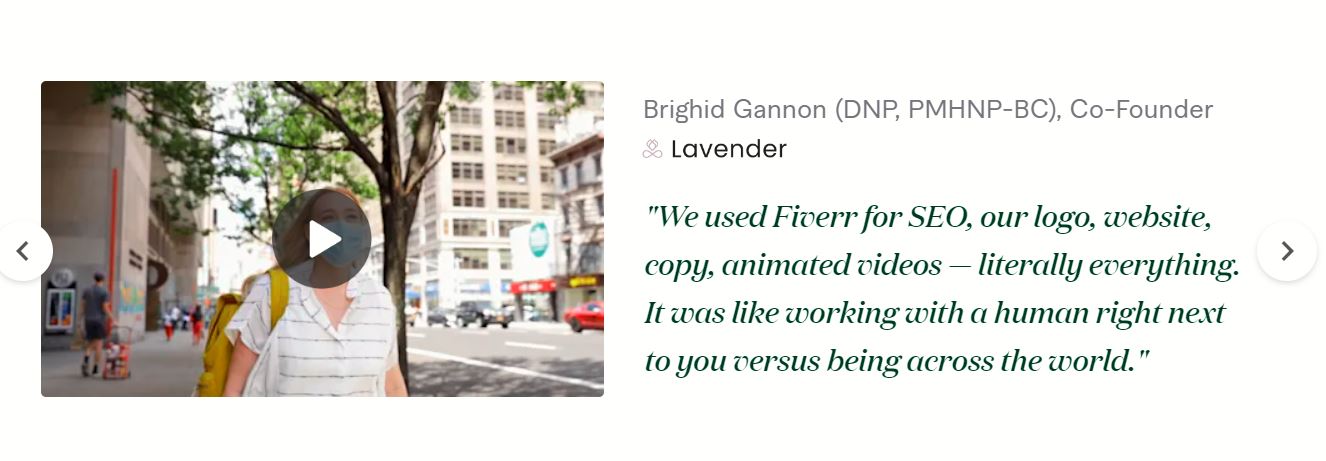 Brighid Gannon (DNP, PMHNP-BC), Co-Founder
Lavender
"We used Fiverr for SEO, our logo, website,
copy, animated videos — literally everything.
It was like working with a human right next
to you versus being across the world."